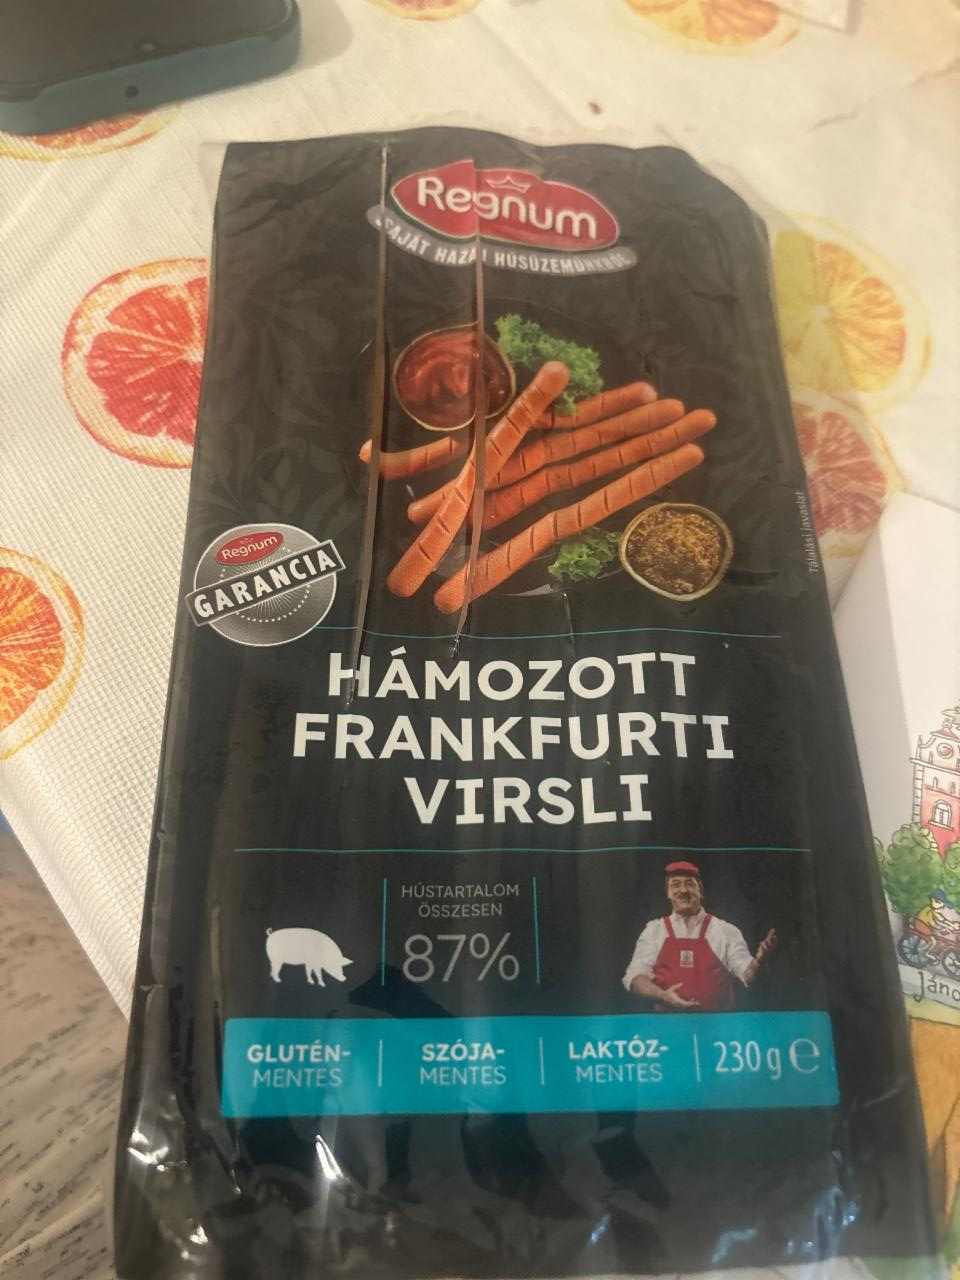 Regnum
SAJÁT HAZAI HÚSÜZEMÜNKBŐL
Tálalási javaslat
Regnum
GARANCIA
HÁMOZOTT
FRANKFURTI
VIRSLI
HÚSTARTALOM
ÖSSZESEN
87%
GLUTÉN-
MENTES
SZÓJA-
MENTES
LAKTÓZ-
MENTES
230 g ℮